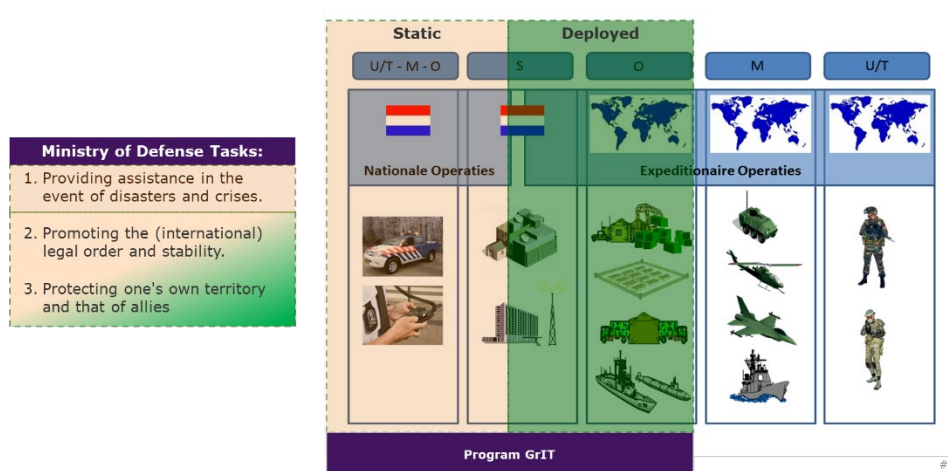 Static
Deployed
U/T - M - O
S
O
M
U/T
Nationale Operaties
Expeditionaire Operaties
Ministry of Defense Tasks:
1. Providing assistance in the
event of disasters and crises.
2. Promoting the (international)
legal order and stability.
3. Protecting one's own territory
and that of allies
Program GrIT
#